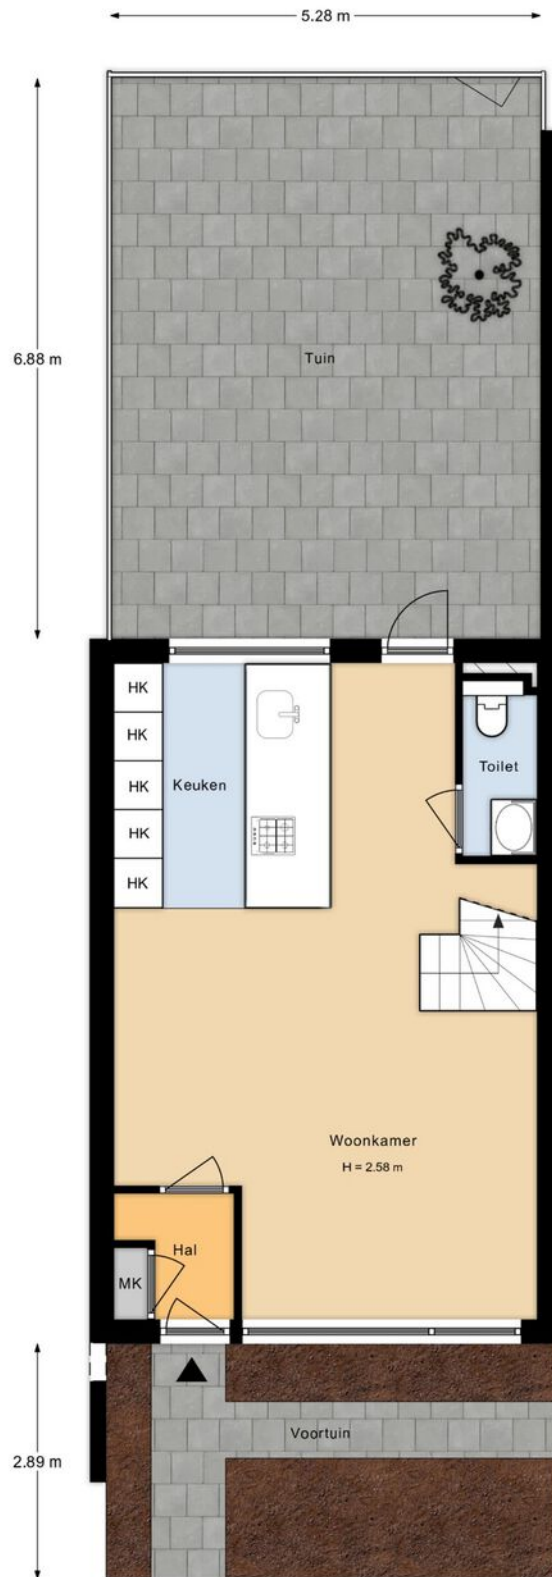 5.28 m
6.88 m
Tuin
HK
HK
Keuken
HK
HK
HK
Toilet
Woonkamer
H = 2.58 m
Hal
MK
Voortuin
2.89 m